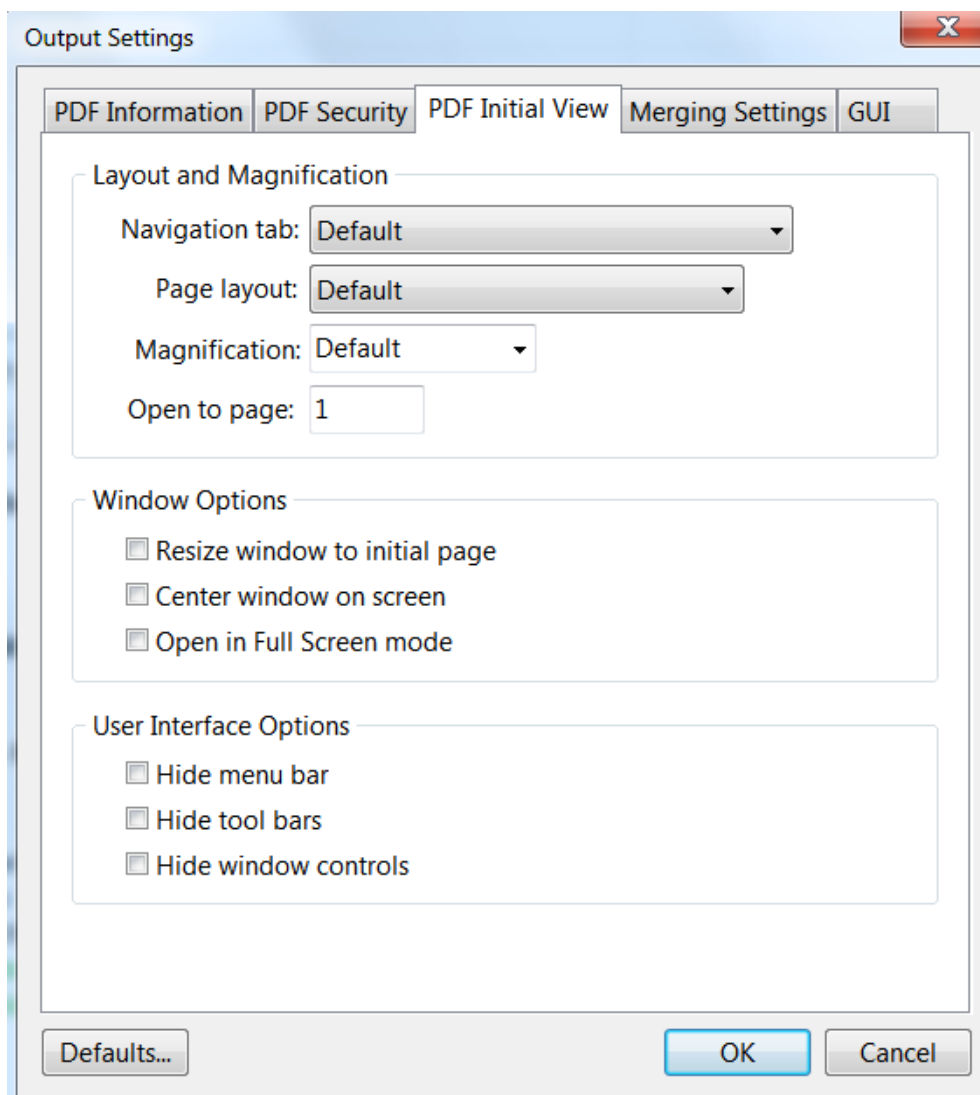 Output Settings
PDF Information PDF Security PDF Initial View Merging Settings GUI
Layout and Magnification
Navigation tab: Default
Page layout: Default
Magnification: Default
Open to page: 1
Window Options
Resize window to initial page
Center window on screen
Open in Full Screen mode
User Interface Options
Hide menu bar
Hide tool bars
Hide window controls
Defaults... OK Cancel